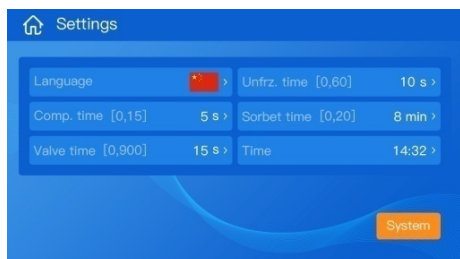 Settings
Language >
Unfrz. time [0,60] 10 s >
Comp. time [0,15] 5 s >
Sorbet time [0,20] 8 min >
Valve time [0,900] 15 s >
Time 14:32 >
System